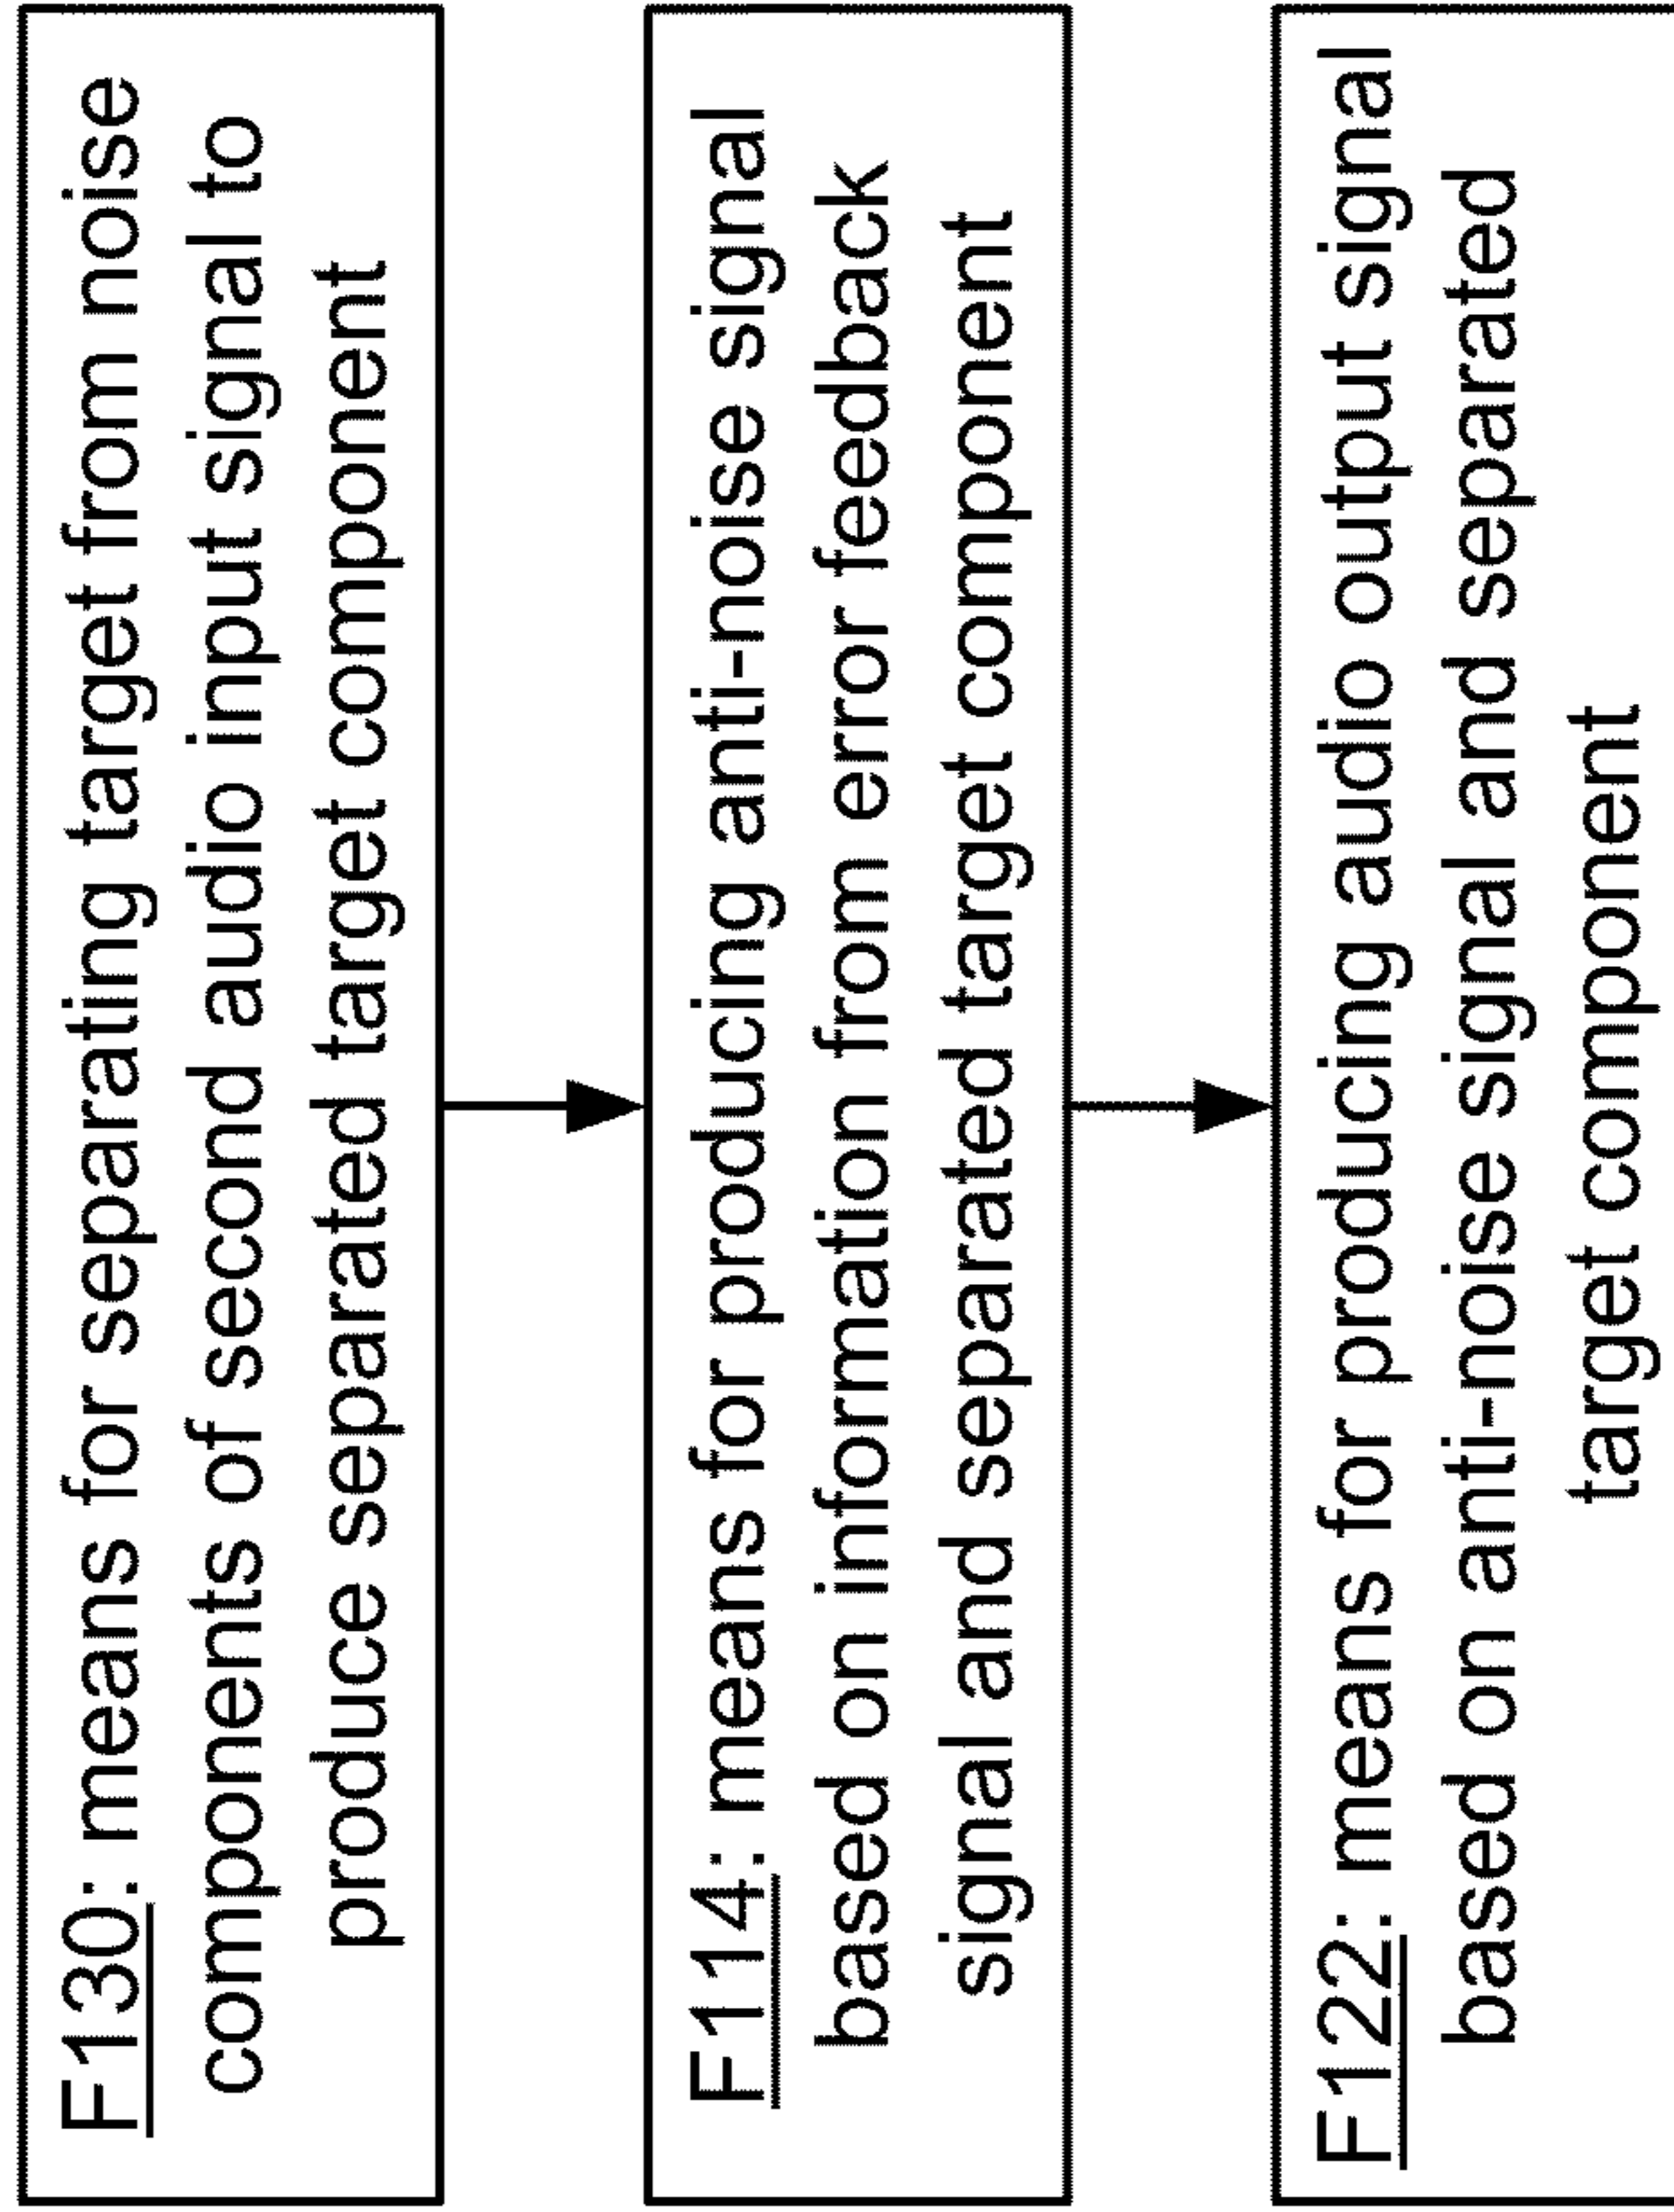 F130: means for separating target from noise
components of second audio input signal to
produce separated target component
F114: means for producing anti-noise signal
based on information from error feedback
signal and separated target component
F122: means for producing audio output signal
based on anti-noise signal and separated
target component